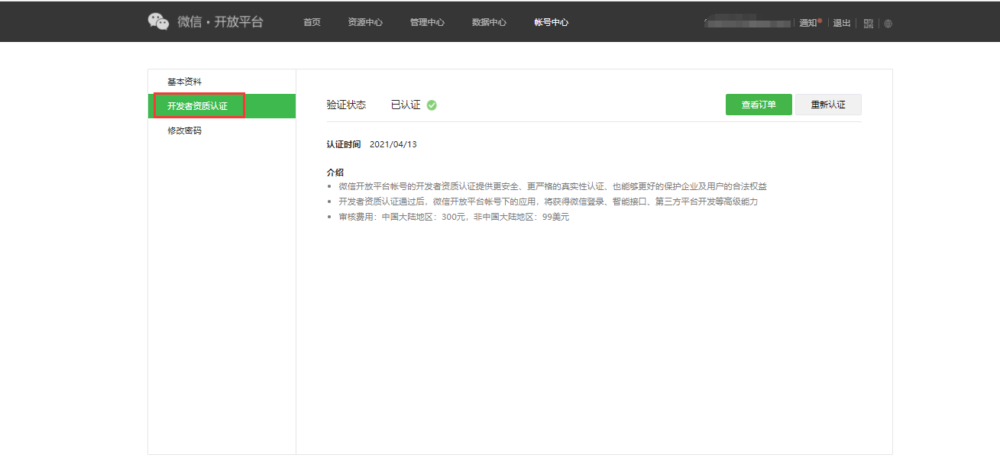 微信·开放平台 首页 资源中心 管理中心 数据中心 帐号中心 通知 退出
基本资料
开发者资质认证
修改密码
验证状态 已认证 查看订单 重新认证
认证时间 2021/04/13
介绍
微信开放平台帐号的开发者资质认证提供更安全、更严格的真实性认证、也能够更好的保护企业及用户的合法权益
开发者资质认证通过后，微信开放平台帐号下的应用，将获得微信登录、智能接口、第三方平台开发等高级能力
审核费用：中国大陆地区：300元，非中国大陆地区：99美元